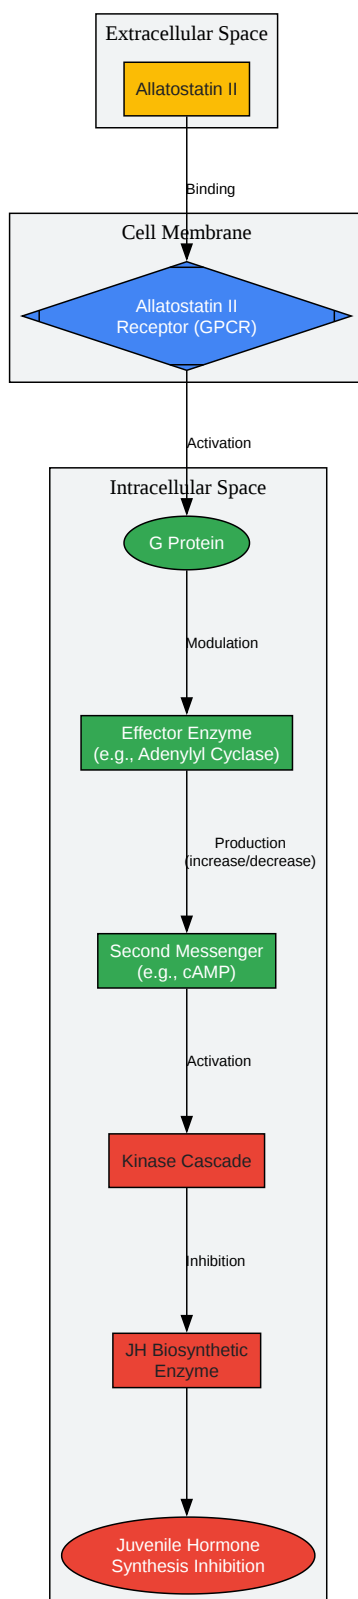 Extracellular Space
Allatostatin II
Binding
Cell Membrane
Allatostatin II
Receptor (GPCR)
Activation
Intracellular Space
G Protein
Modulation
Effector Enzyme
(e.g., Adenylyl Cyclase)
Production
(increase/decrease)
Second Messenger
(e.g., cAMP)
Activation
Kinase Cascade
Inhibition
JH Biosynthetic
Enzyme
Juvenile Hormone
Synthesis Inhibition